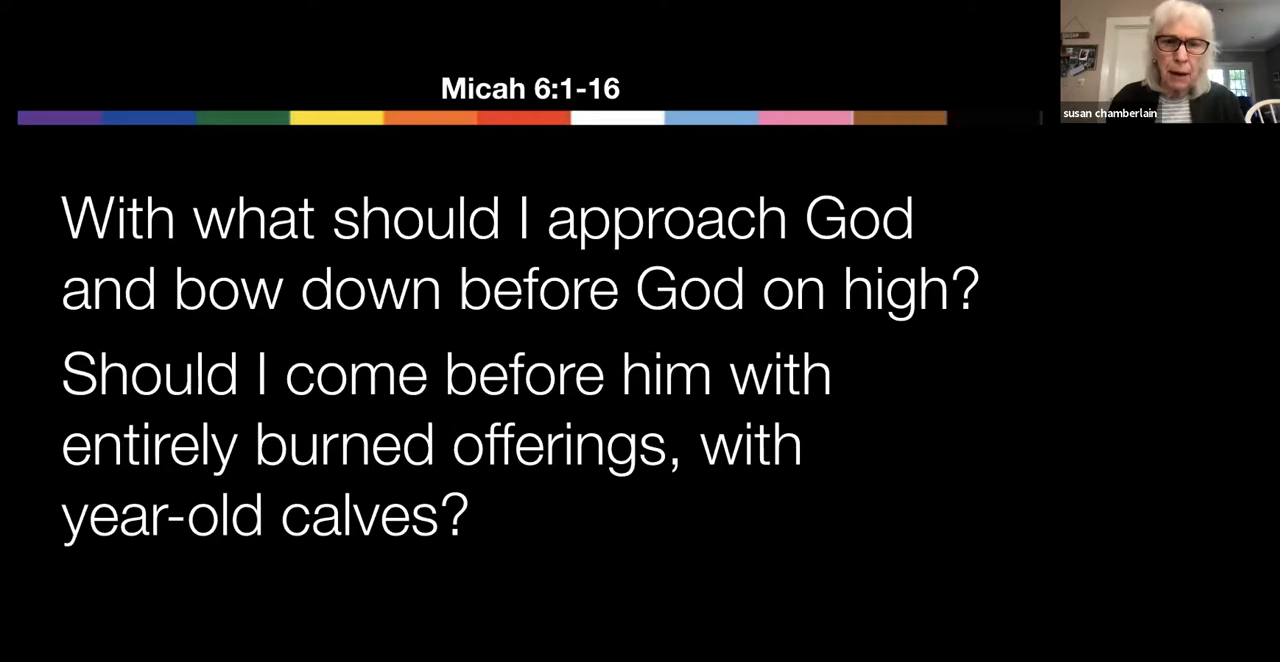 Micah 6:1-16
susan chamberlain
With what should I approach God
and bow down before God on high?
Should I come before him with
entirely burned offerings, with
year-old calves?